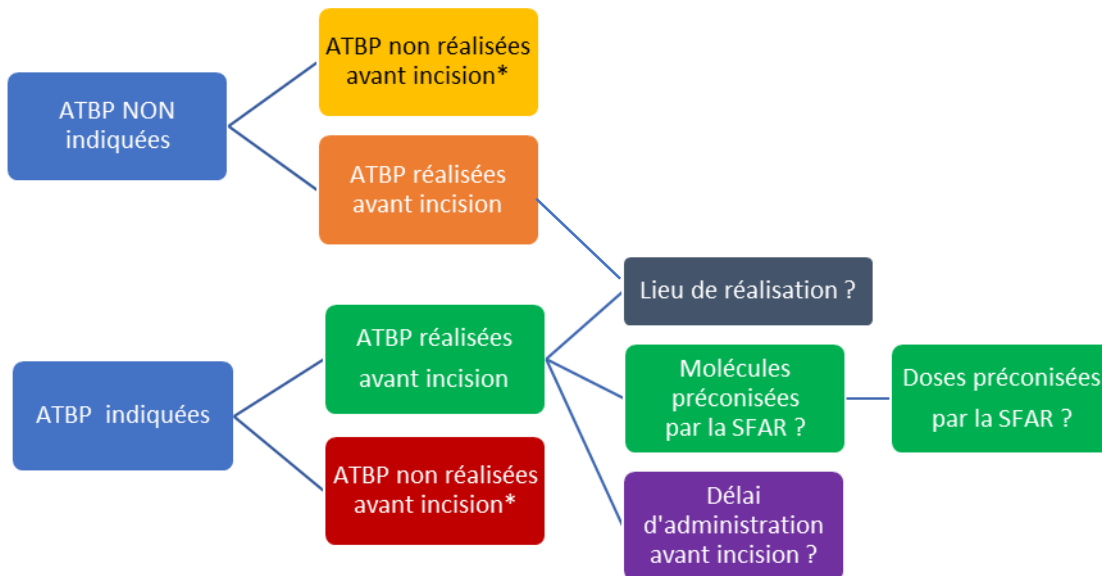 ATBP NON
indiquées
ATBP non réalisées
avant incision*
ATBP réalisées
avant incision
Lieu de réalisation ?
ATBP indiquées
ATBP réalisées
avant incision
ATBP non réalisées
avant incision*
Molécules
préconisées
par la SFAR ?
Doses préconisées
par la SFAR ?
Délai
d'administration
avant incision ?